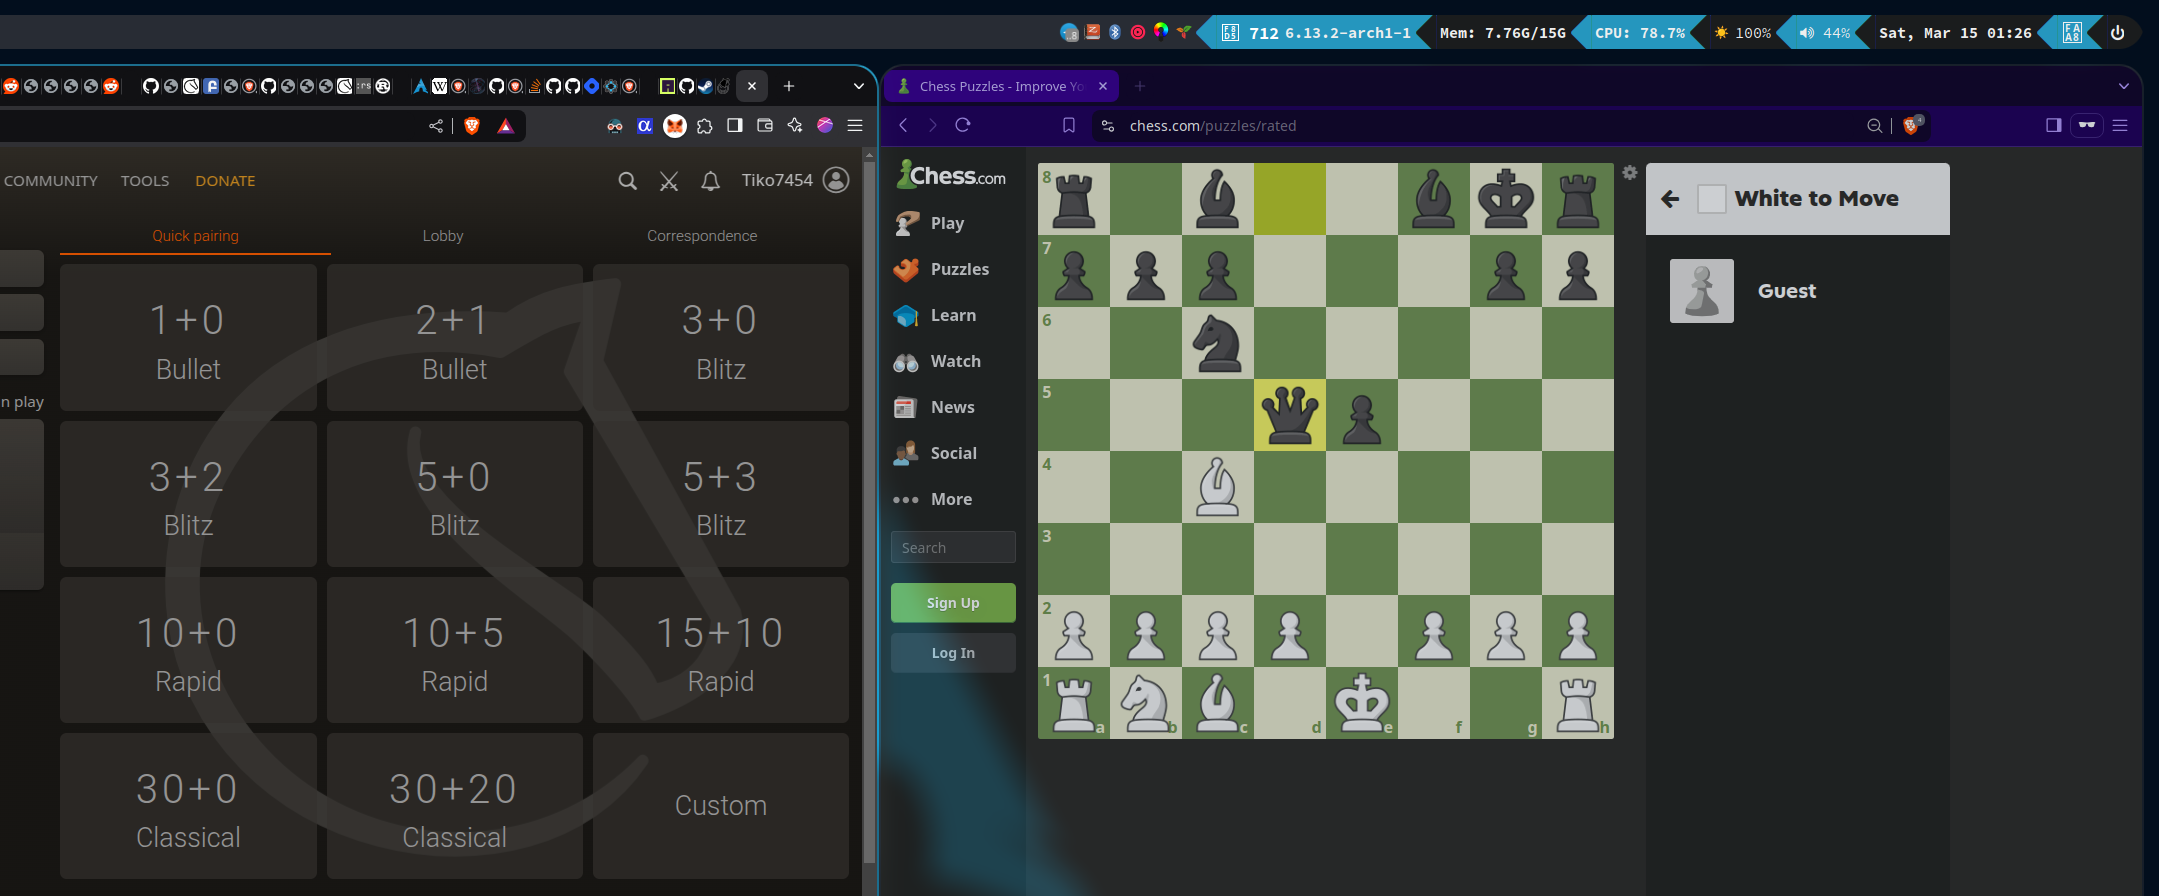 712 6.13.2-arch1-1 Mem: 7.76G/15G CPU: 78.7% 100% 44% Sat, Mar 15 01:26
Chess Puzzles - Improve Yo
chess.com/puzzles/rated
COMMUNITY TOOLS DONATE
Tiko7454
Quick pairing Lobby Correspondence
n play
1+0
Bullet
2+1
Bullet
3+0
Blitz
3+2
Blitz
5+0
Blitz
5+3
Blitz
10+0
Rapid
10+5
Rapid
15+10
Rapid
30+0
Classical
30+20
Classical
Custom
Chess.com
Play
Puzzles
Learn
Watch
News
Social
More
Search
Sign Up
Log In
8
7
6
5
4
3
2
1
a b c d e f g h
White to Move
Guest